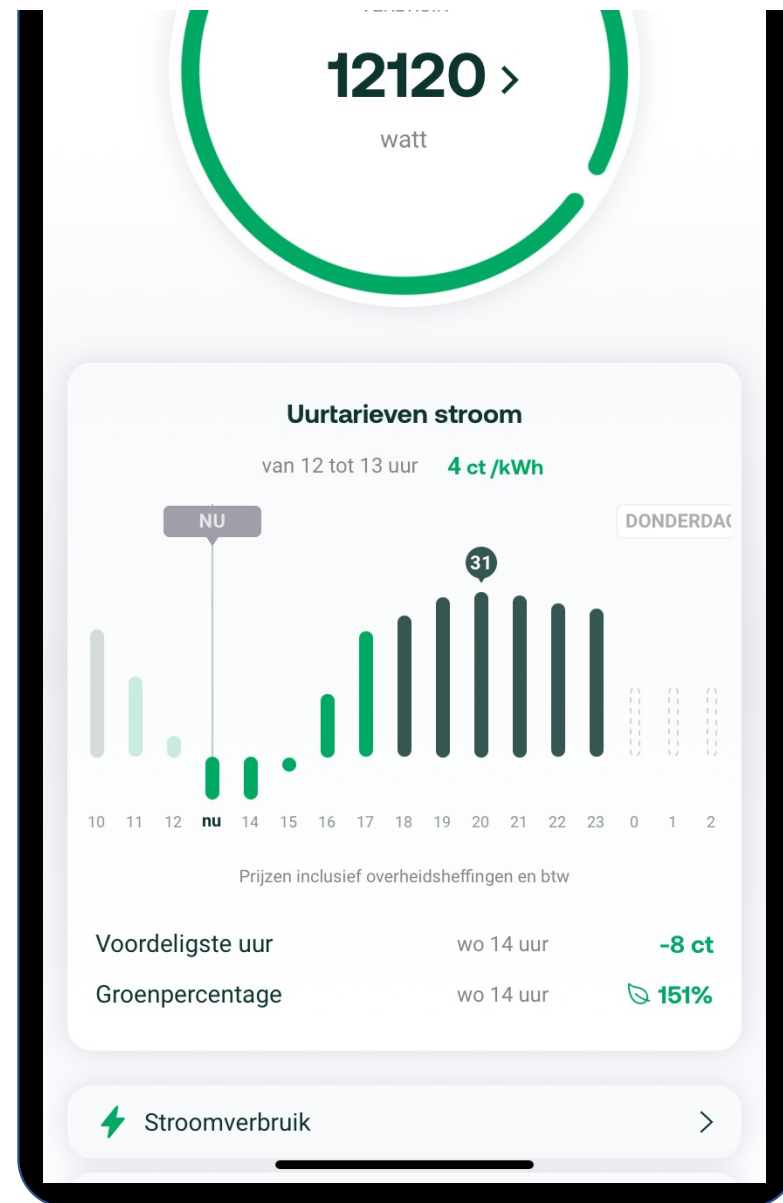 12120 >
watt
Uurtarieven stroom
van 12 tot 13 uur 4 ct /kWh
NU DONDERDAG
31
10 11 12 nu 14 15 16 17 18 19 20 21 22 23 0 1 2
Prijzen inclusief overheidsheffingen en btw
Voordeligste uur wo 14 uur -8 ct
Groenpercentage wo 14 uur 151%
Stroomverbruik